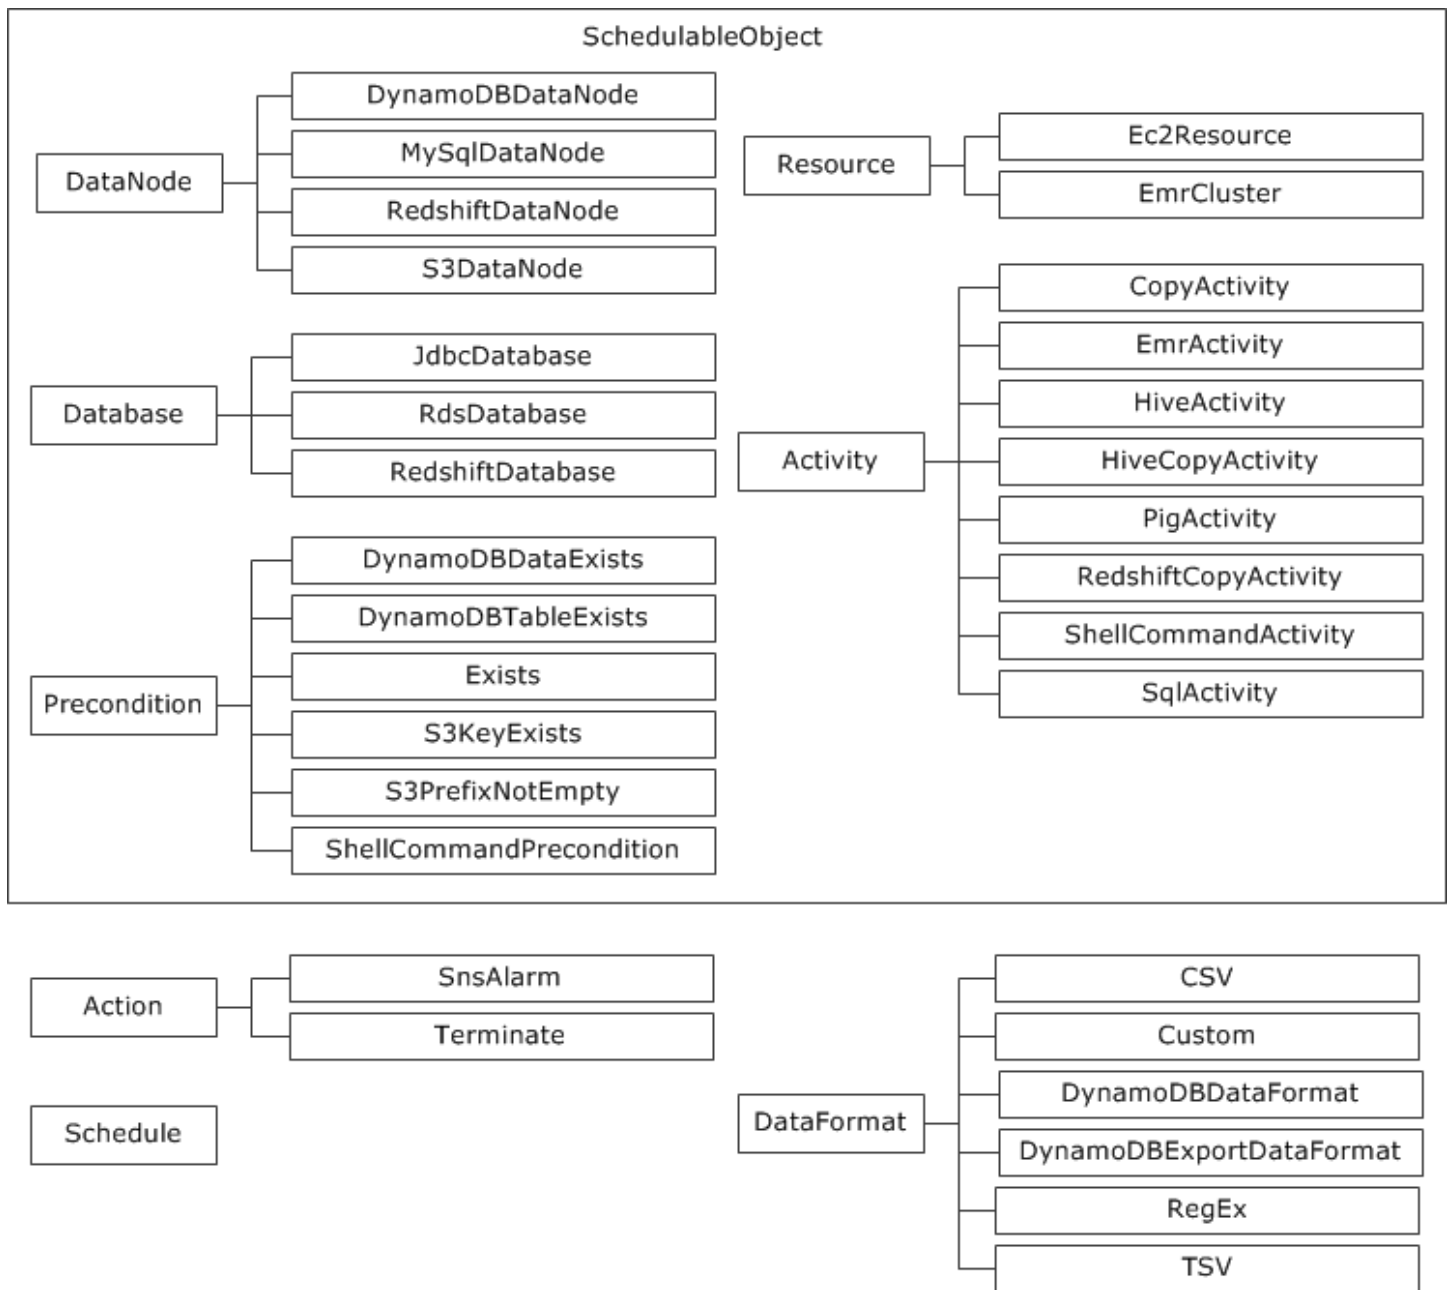 SchedulableObject
DataNode
DynamoDBDataNode
MySqlDataNode
RedshiftDataNode
S3DataNode
Database
JdbcDatabase
RdsDatabase
RedshiftDatabase
Precondition
DynamoDBDataExists
DynamoDBTableExists
Exists
S3KeyExists
S3PrefixNotEmpty
ShellCommandPrecondition
Resource
Ec2Resource
EmrCluster
Activity
CopyActivity
EmrActivity
HiveActivity
HiveCopyActivity
PigActivity
RedshiftCopyActivity
ShellCommandActivity
SqlActivity
Action
SnsAlarm
Terminate
Schedule
DataFormat
CSV
Custom
DynamoDBDataFormat
DynamoDBExportDataFormat
RegEx
TSV